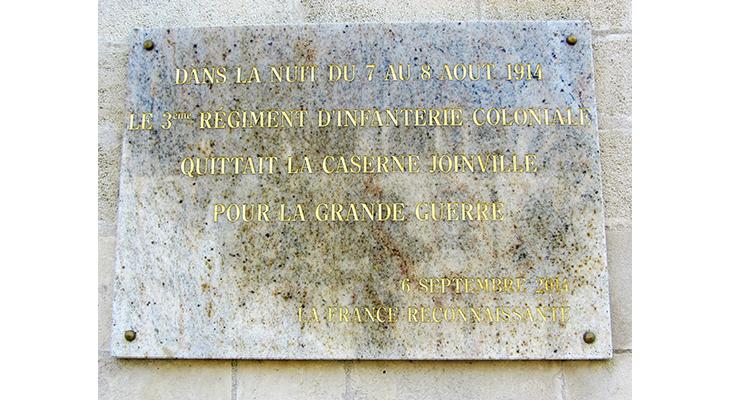 DANS LA NUIT DU 7 AU 8 AOUT 1914
LE 3ème RÉGIMENT D'INFANTERIE COLONIALE
QUITTAIT LA CASERNE JOINVILLE
POUR LA GRANDE GUERRE
6 SEPTEMBRE 2014
LA FRANCE RECONNAISSANTE